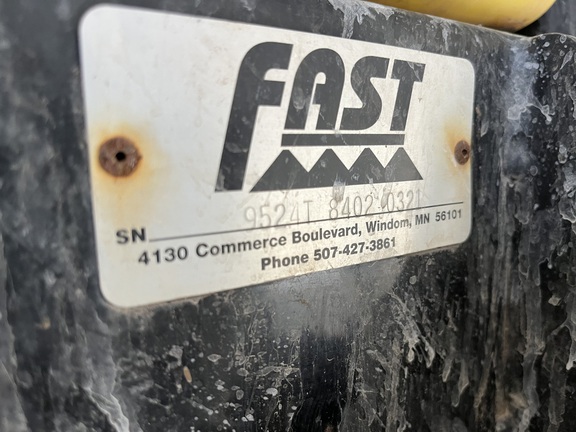 FAST
SN 9524T 8402-0321
4130 Commerce Boulevard, Windom, MN 56101
Phone 507-427-3861